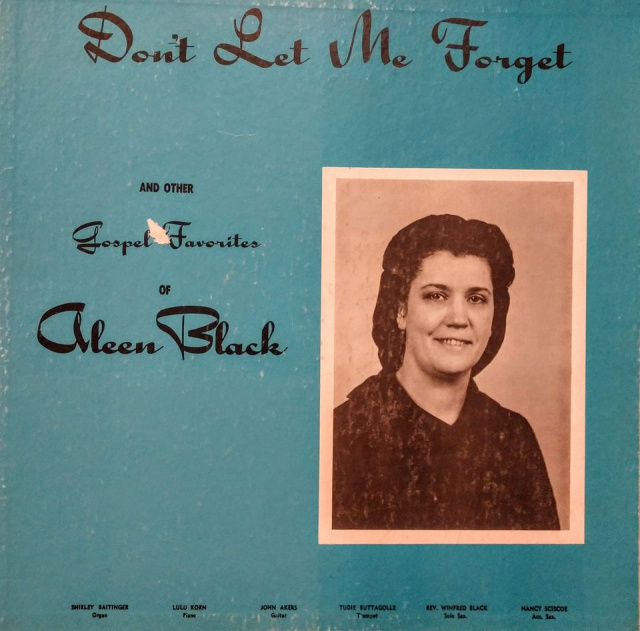 Don't Let Me Forget
AND OTHER
Gospel Favorites
OF
Aleen Black
SHIRLEY BAITINGER LULU KORN JOHN AKERS TUDIE BUTTAGOLLE REV. WINFRED BLACK NANCY SCISCOE
Organ Piano Guitar Trumpet Solo Sax. Acc. Sax.